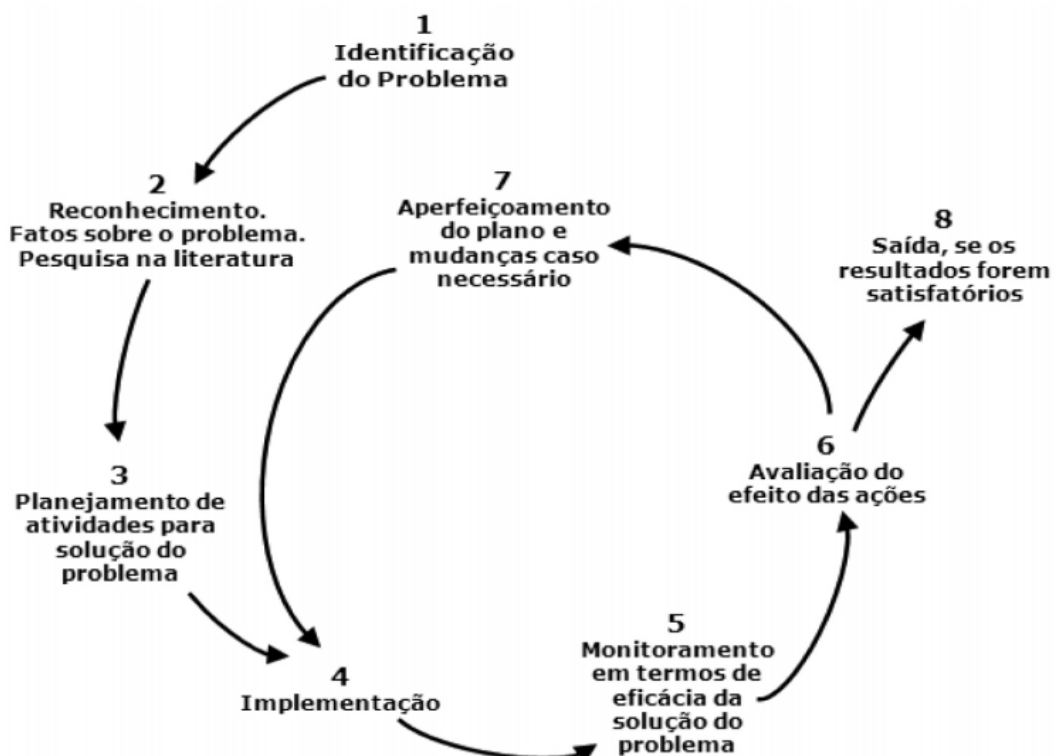 1
Identificação
do Problema
2
Reconhecimento.
Fatos sobre o problema.
Pesquisa na literatura
3
Planejamento de
atividades para
solução do
problema
4
Implementação
5
Monitoramento
em termos de
eficácia da
solução do
problema
6
Avaliação do
efeito das ações
7
Aperfeiçoamento
do plano e
mudanças caso
necessário
8
Saída, se os
resultados forem
satisfatórios